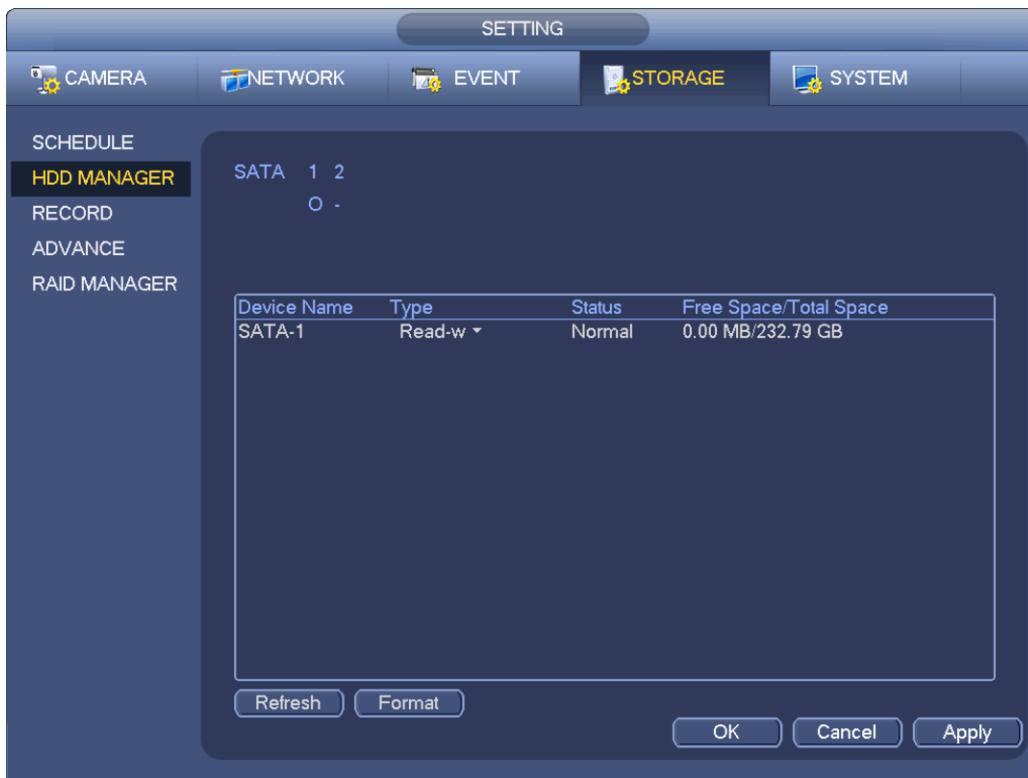 SETTING
CAMERA NETWORK EVENT STORAGE SYSTEM
SCHEDULE
HDD MANAGER
RECORD
ADVANCE
RAID MANAGER
SATA 1 2
O -
Device Name Type Status Free Space/Total Space
SATA-1 Read-w Normal 0.00 MB/232.79 GB
Refresh Format
OK Cancel Apply